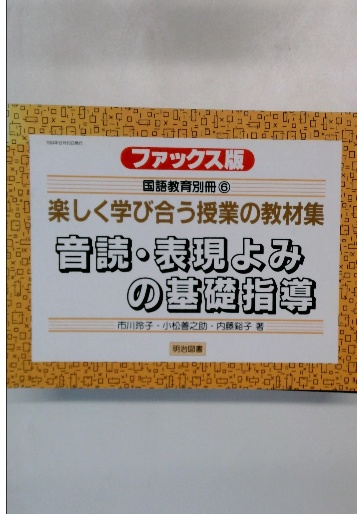 ファックス版
国語教育別冊⑥
楽しく学び合う授業の教材集
音読・表現よみ
の基礎指導
市川玲子・小松善之助・内藤裕子 著
明治図書